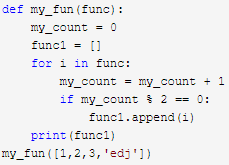 def my_fun(func):
    my_count = 0
    func1 = []
    for i in func:
        my_count = my_count + 1
        if my_count % 2 == 0:
            func1.append(i)
    print(func1)
my_fun([1,2,3,'edj'])